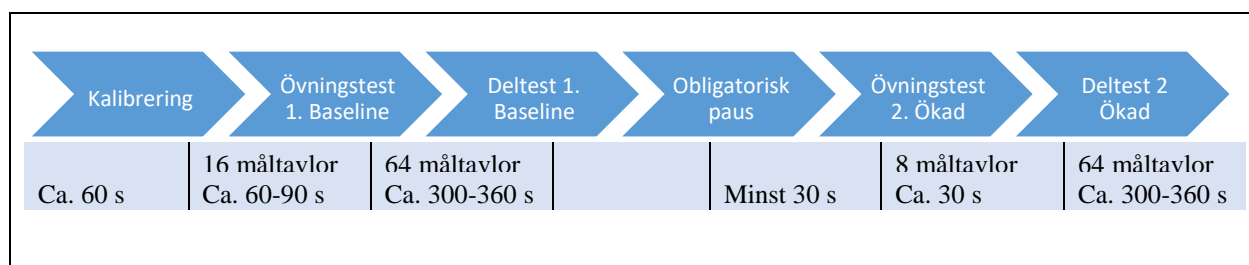 Kalibrering
Övningstest
1. Baseline
Deltest 1.
Baseline
Obligatorisk
paus
Övningstest
2. Ökad
Deltest 2
Ökad
Ca. 60 s
16 måltavlor
Ca. 60-90 s
64 måltavlor
Ca. 300-360 s
Minst 30 s
8 måltavlor
Ca. 30 s
64 måltavlor
Ca. 300-360 s